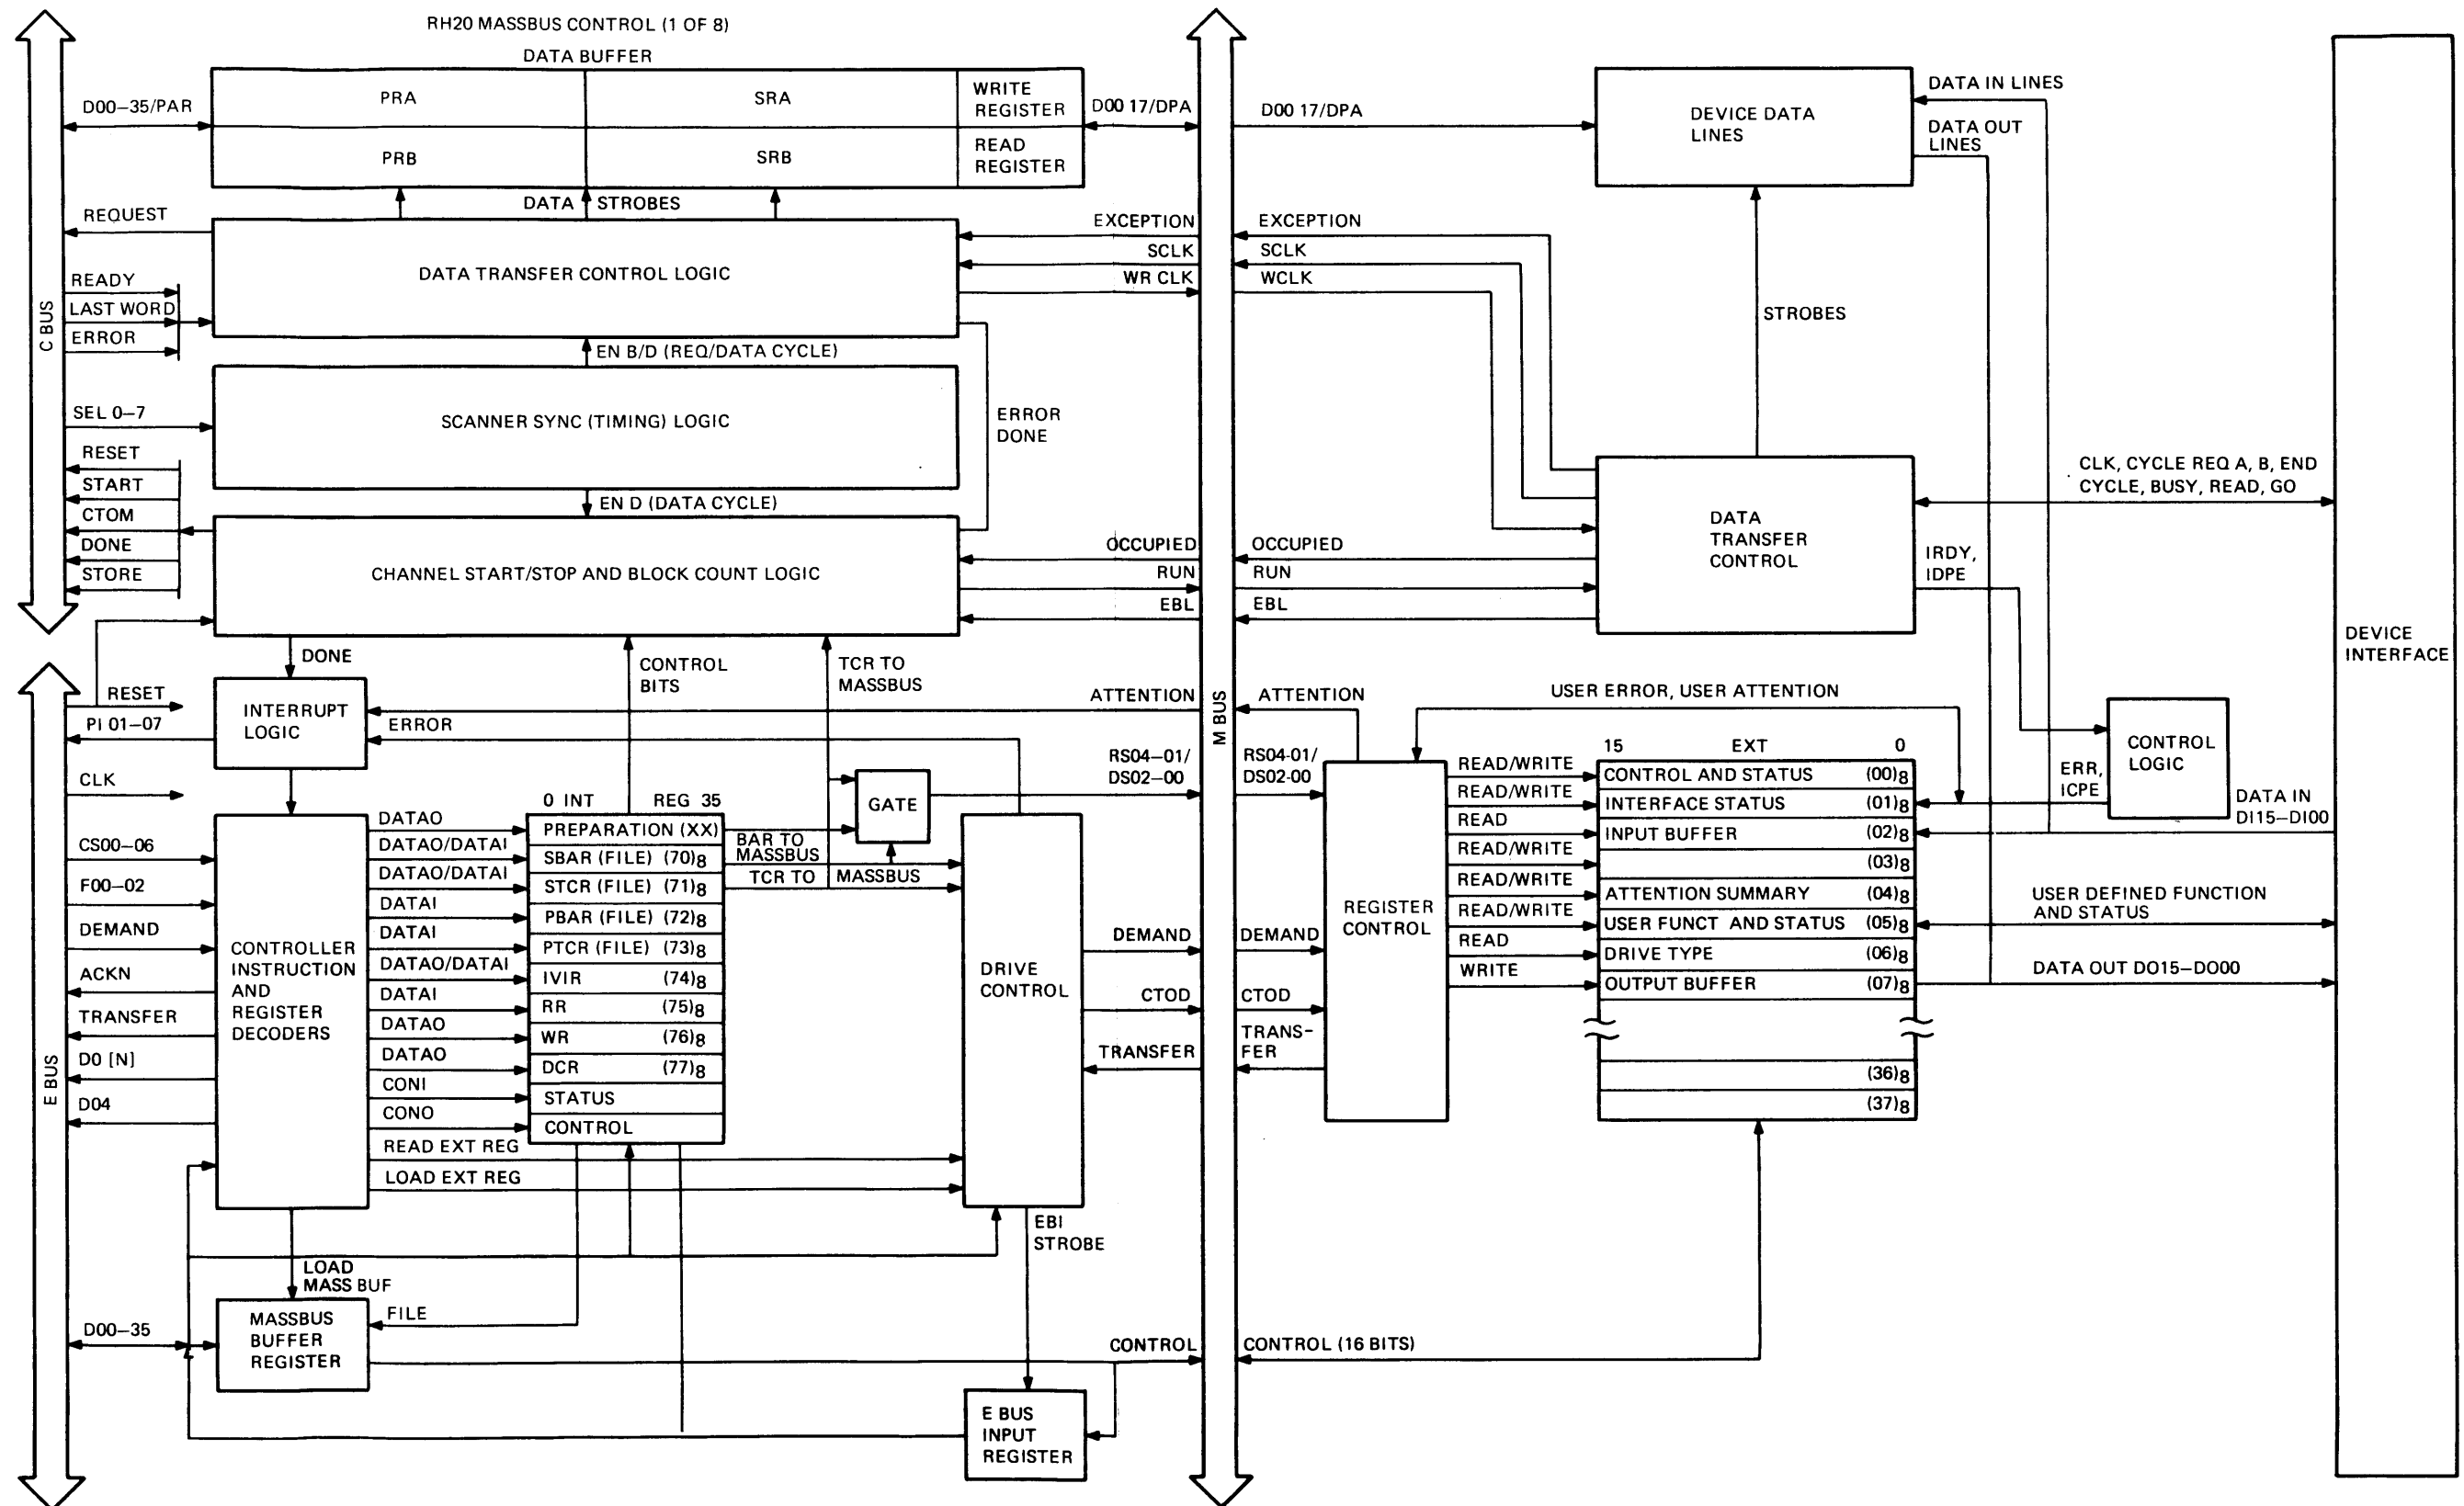 RH20 MASSBUS CONTROL (1 OF 8)
DATA BUFFER
C BUS
D00–35/PAR
PRA
SRA
WRITE
REGISTER
PRB
SRB
READ
REGISTER
D00 17/DPA
REQUEST
DATA STROBES
READY
LAST WORD
ERROR
DATA TRANSFER CONTROL LOGIC
EXCEPTION
SCLK
WR CLK
EN B/D (REQ/DATA CYCLE)
SEL 0–7
SCANNER SYNC (TIMING) LOGIC
ERROR
DONE
RESET
START
CTOM
DONE
STORE
EN D (DATA CYCLE)
CHANNEL START/STOP AND BLOCK COUNT LOGIC
OCCUPIED
RUN
EBL
DONE
CONTROL
BITS
TCR TO
MASSBUS
E BUS
RESET
PI 01–07
INTERRUPT
LOGIC
ATTENTION
ERROR
CLK
CS00–06
F00–02
DEMAND
ACKN
TRANSFER
D0 [N]
D04
CONTROLLER
INSTRUCTION
AND
REGISTER
DECODERS
DATAO
DATAO/DATAI
DATAO/DATAI
DATAI
DATAI
DATAO/DATAI
DATAI
DATAO
DATAO
CONI
CONO
READ EXT REG
LOAD EXT REG
0 INT REG 35
PREPARATION (XX)
SBAR (FILE) (70)8
STCR (FILE) (71)8
PBAR (FILE) (72)8
PTCR (FILE) (73)8
IVIR (74)8
RR (75)8
WR (76)8
DCR (77)8
STATUS
CONTROL
BAR TO
MASSBUS
TCR TO MASSBUS
GATE
RS04–01/
DS02–00
DRIVE
CONTROL
DEMAND
CTOD
TRANSFER
EBI
STROBE
LOAD
MASS BUF
D00–35
MASSBUS
BUFFER
REGISTER
FILE
CONTROL
E BUS
INPUT
REGISTER
M BUS
D00 17/DPA
DEVICE DATA
LINES
DATA IN LINES
DATA OUT
LINES
EXCEPTION
SCLK
WCLK
STROBES
DATA
TRANSFER
CONTROL
CLK, CYCLE REQ A, B, END
CYCLE, BUSY, READ, GO
OCCUPIED
RUN
EBL
IRDY,
IDPE
DEVICE
INTERFACE
ATTENTION
USER ERROR, USER ATTENTION
RS04-01/
DS02-00
REGISTER
CONTROL
DEMAND
CTOD
TRANS-
FER
READ/WRITE
READ/WRITE
READ
READ/WRITE
READ/WRITE
READ/WRITE
READ
WRITE
15 EXT 0
CONTROL AND STATUS (00)8
INTERFACE STATUS (01)8
INPUT BUFFER (02)8
(03)8
ATTENTION SUMMARY (04)8
USER FUNCT AND STATUS (05)8
DRIVE TYPE (06)8
OUTPUT BUFFER (07)8
(36)8
(37)8
CONTROL
LOGIC
ERR,
ICPE
DATA IN
DI15–DI00
USER DEFINED FUNCTION
AND STATUS
DATA OUT DO15–DO00
CONTROL (16 BITS)